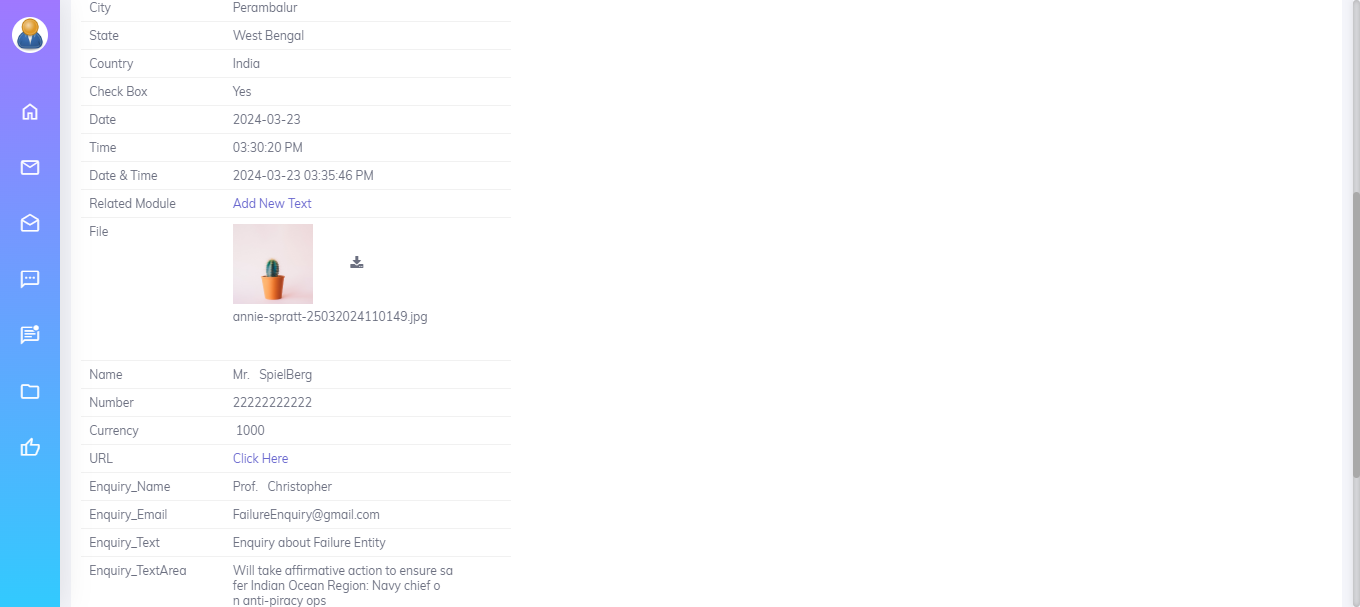 City Perambalur
State West Bengal
Country India
Check Box Yes
Date 2024-03-23
Time 03:30:20 PM
Date & Time 2024-03-23 03:35:46 PM
Related Module Add New Text
File
annie-spratt-25032024110149.jpg
Name Mr. SpielBerg
Number 22222222222
Currency 1000
URL Click Here
Enquiry_Name Prof. Christopher
Enquiry_Email FailureEnquiry@gmail.com
Enquiry_Text Enquiry about Failure Entity
Enquiry_TextArea Will take affirmative action to ensure sa
fer Indian Ocean Region: Navy chief o
n anti-piracy ops